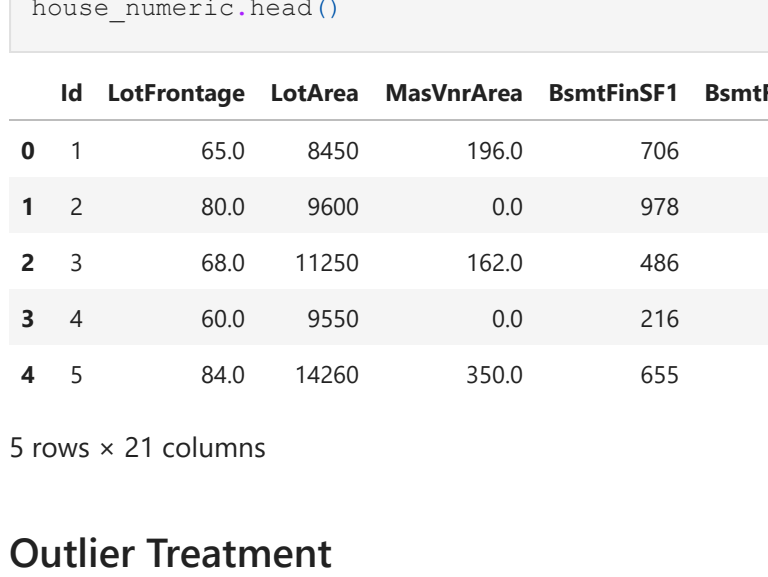 house_numeric.head()
Id LotFrontage LotArea MasVnrArea BsmtFinSF1 BsmtF
0 1 65.0 8450 196.0 706
1 2 80.0 9600 0.0 978
2 3 68.0 11250 162.0 486
3 4 60.0 9550 0.0 216
4 5 84.0 14260 350.0 655
5 rows × 21 columns
Outlier Treatment